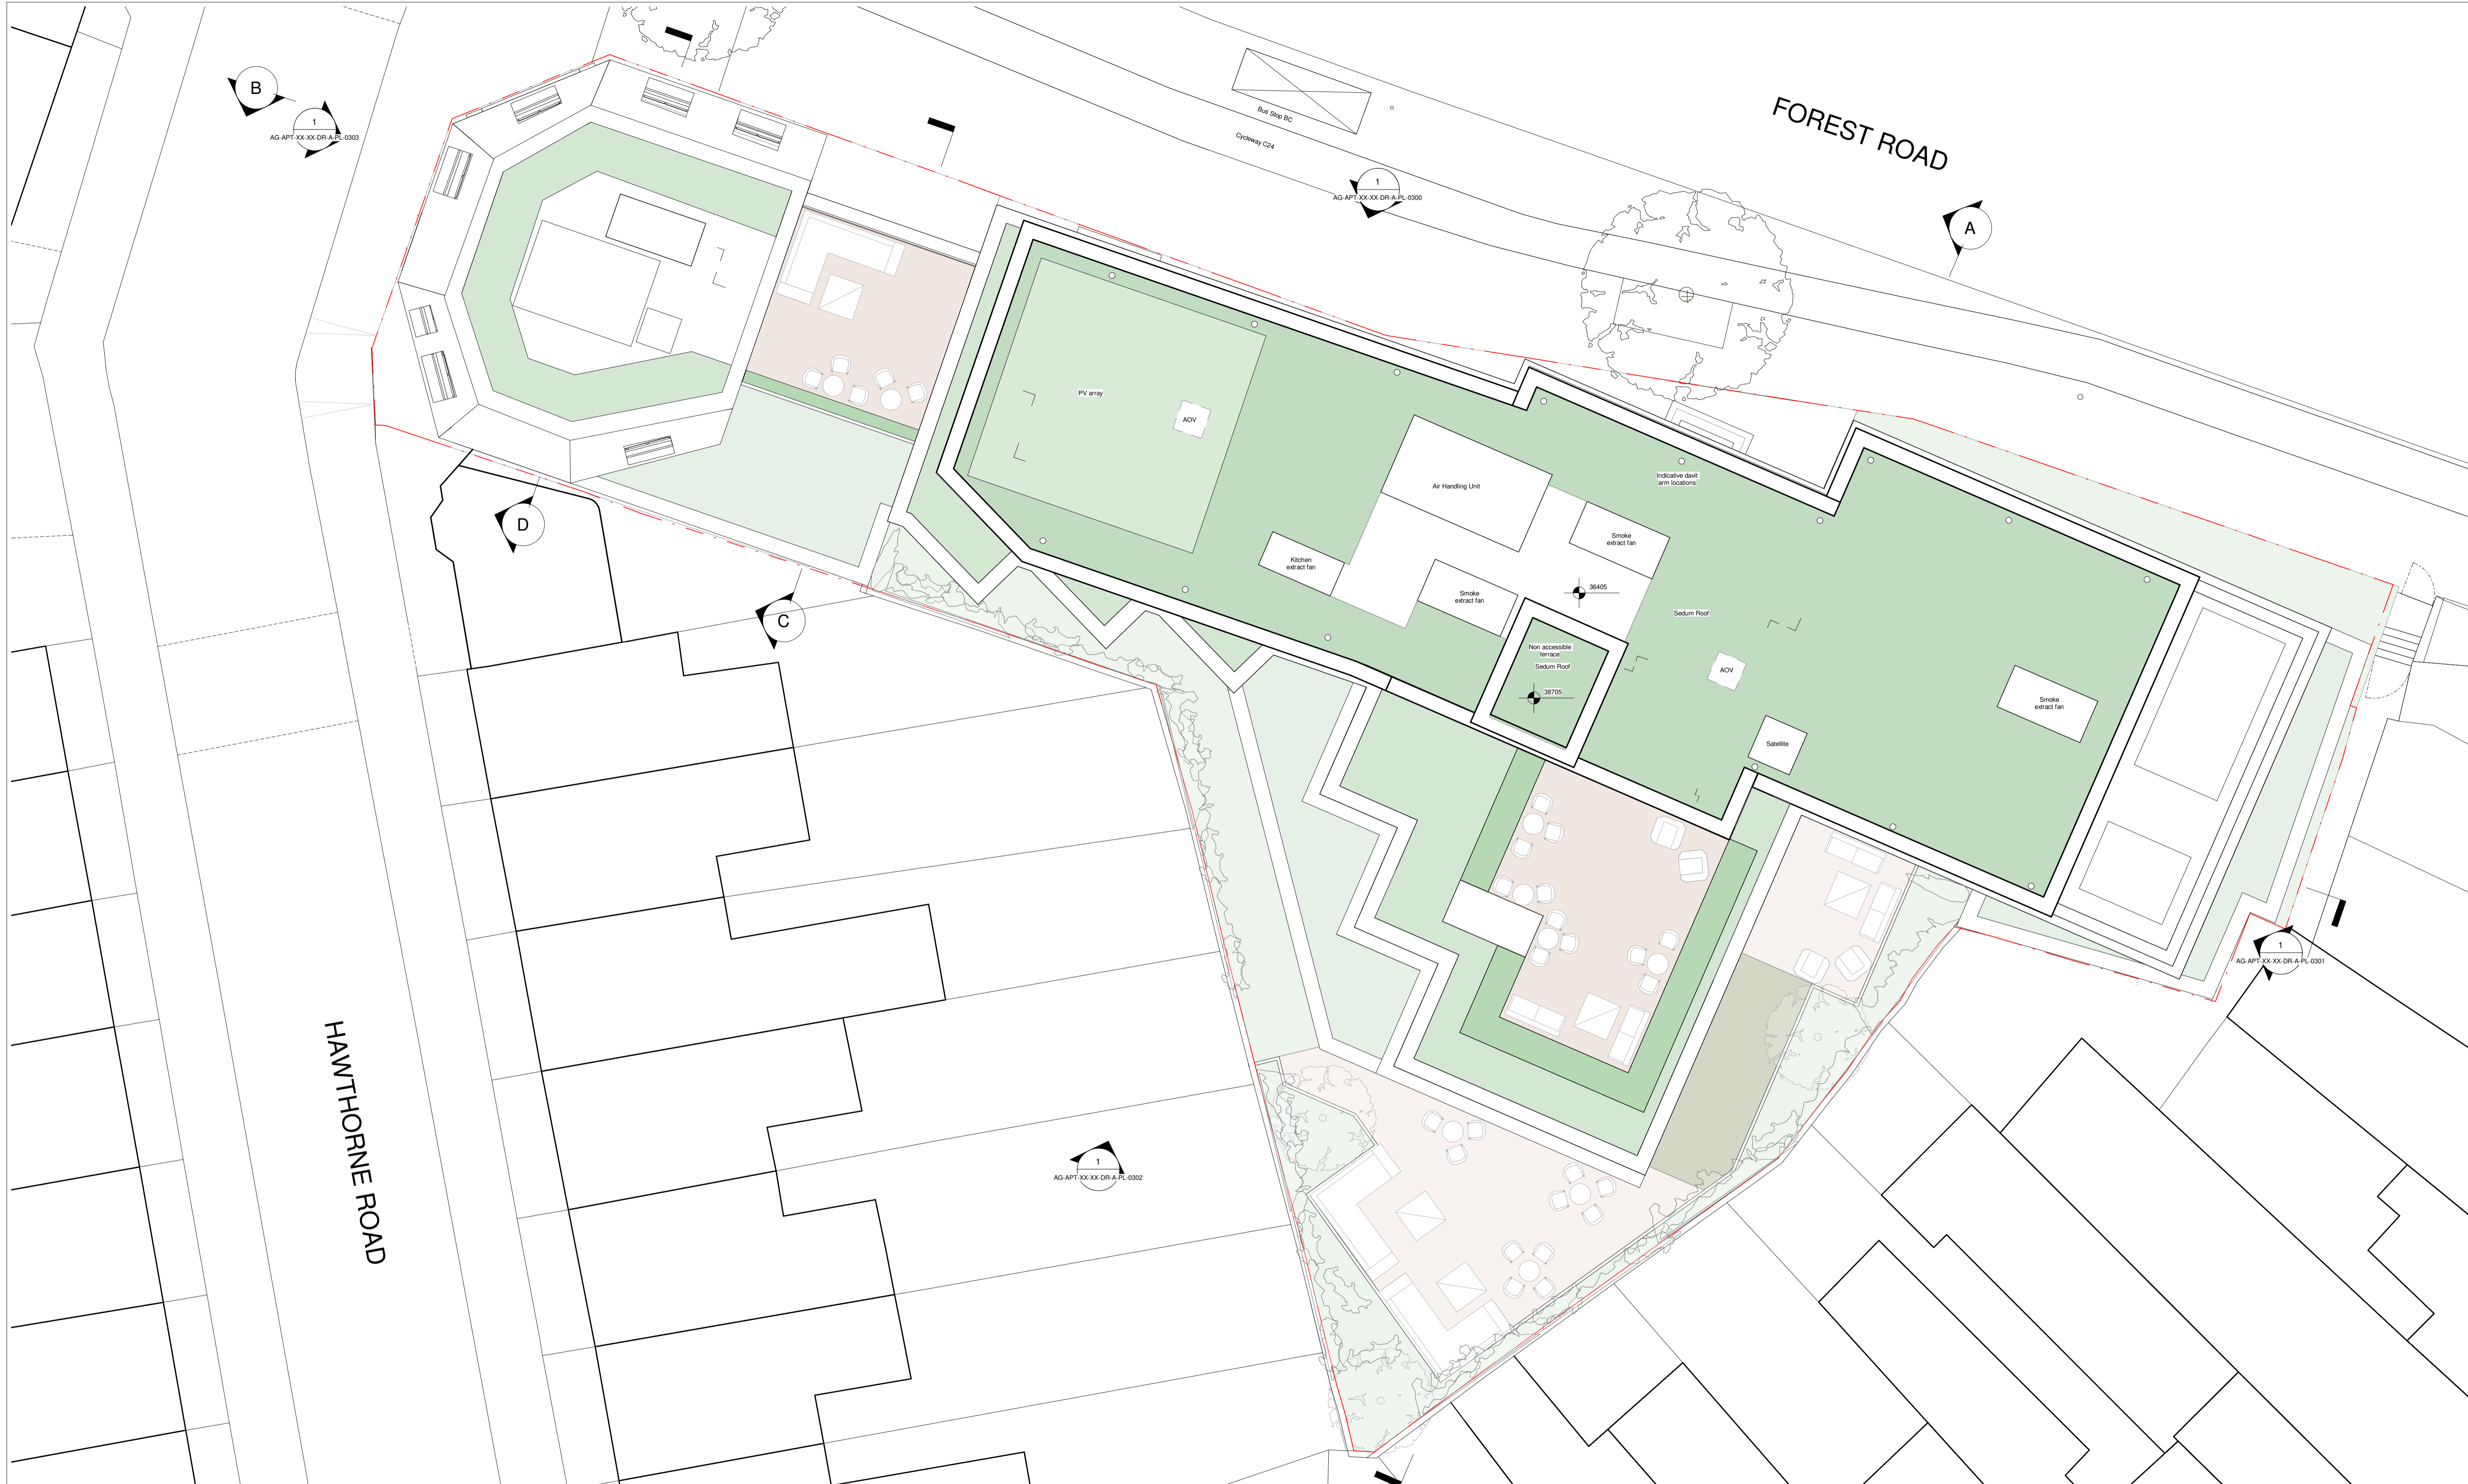 B
1
AG-APT-XX-XX-DR-A-PL-0303
Bus Stop BC
Cycleway C24
FOREST ROAD
1
AG-APT-XX-XX-DR-A-PL-0300
A
PV array
AOV
Air Handling Unit
Indicative davit
arm locations
Smoke
extract fan
Kitchen
extract fan
Smoke
extract fan
36405
Sedum Roof
D
C
Non accessible
terrace
Sedum Roof
38705
AOV
Smoke
extract fan
Satellite
1
AG-APT-XX-XX-DR-A-PL-0301
HAWTHORNE ROAD
1
AG-APT-XX-XX-DR-A-PL-0302